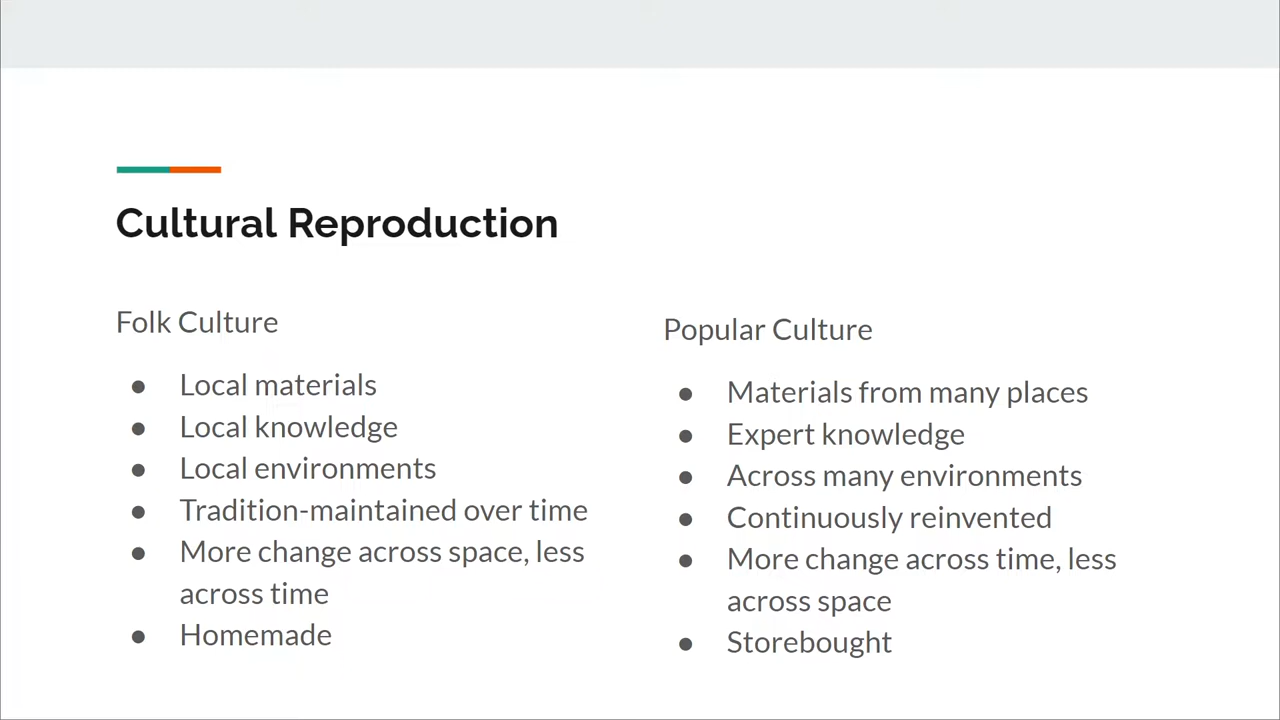 Cultural Reproduction
Folk Culture
● Local materials
● Local knowledge
● Local environments
● Tradition-maintained over time
● More change across space, less
across time
● Homemade
Popular Culture
● Materials from many places
● Expert knowledge
● Across many environments
● Continuously reinvented
● More change across time, less
across space
● Storebought